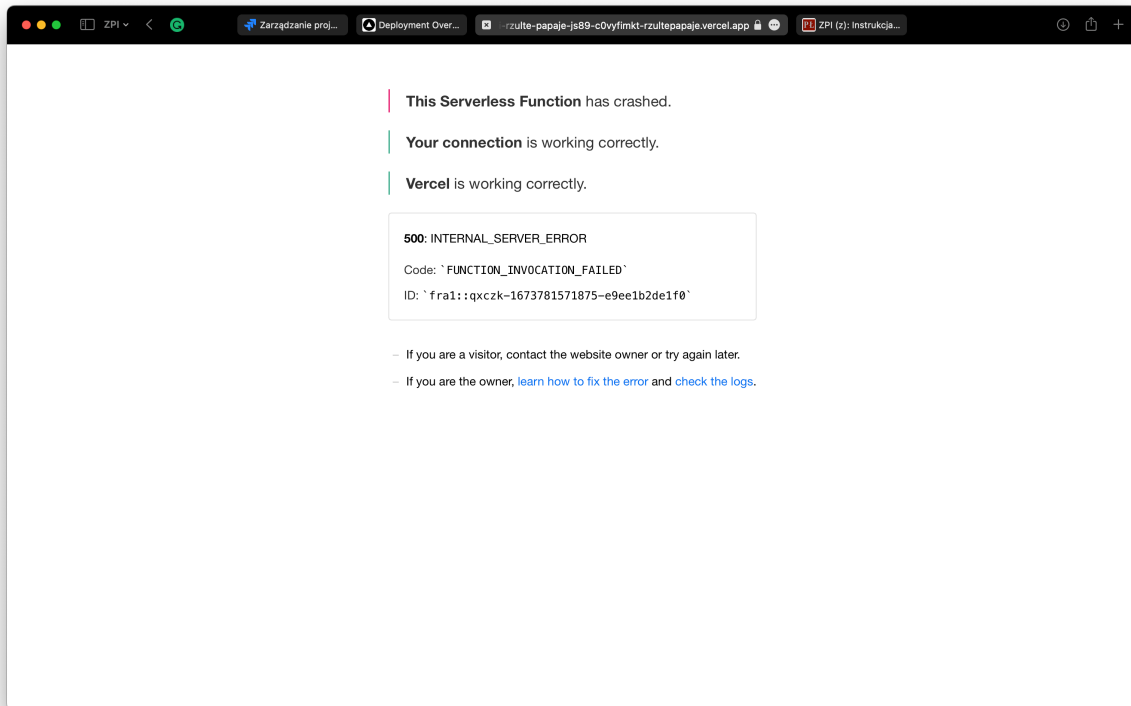 ZPI
Zarządzanie proj...
Deployment Over...
-rzulte-papaje-js89-c0vyfimkt-rzultepapaje.vercel.app
PŁ ZPI (z): Instrukcja...
This Serverless Function has crashed.
Your connection is working correctly.
Vercel is working correctly.
500: INTERNAL_SERVER_ERROR
Code: `FUNCTION_INVOCATION_FAILED`
ID: `fra1::qxczk-1673781571875-e9ee1b2de1f0`
– If you are a visitor, contact the website owner or try again later.
– If you are the owner, learn how to fix the error and check the logs.